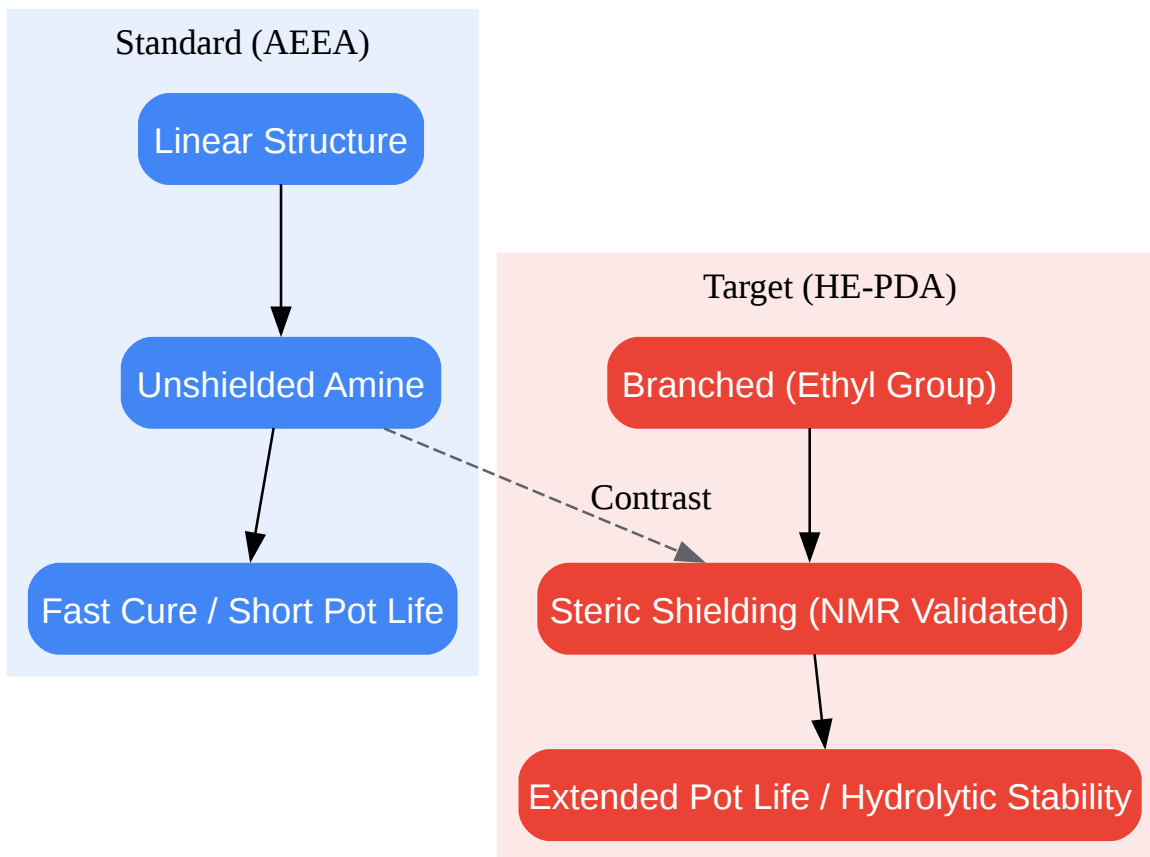 Standard (AEEA)
Linear Structure
Unshielded Amine
Fast Cure / Short Pot Life
Target (HE-PDA)
Branched (Ethyl Group)
Contrast
Steric Shielding (NMR Validated)
Extended Pot Life / Hydrolytic Stability